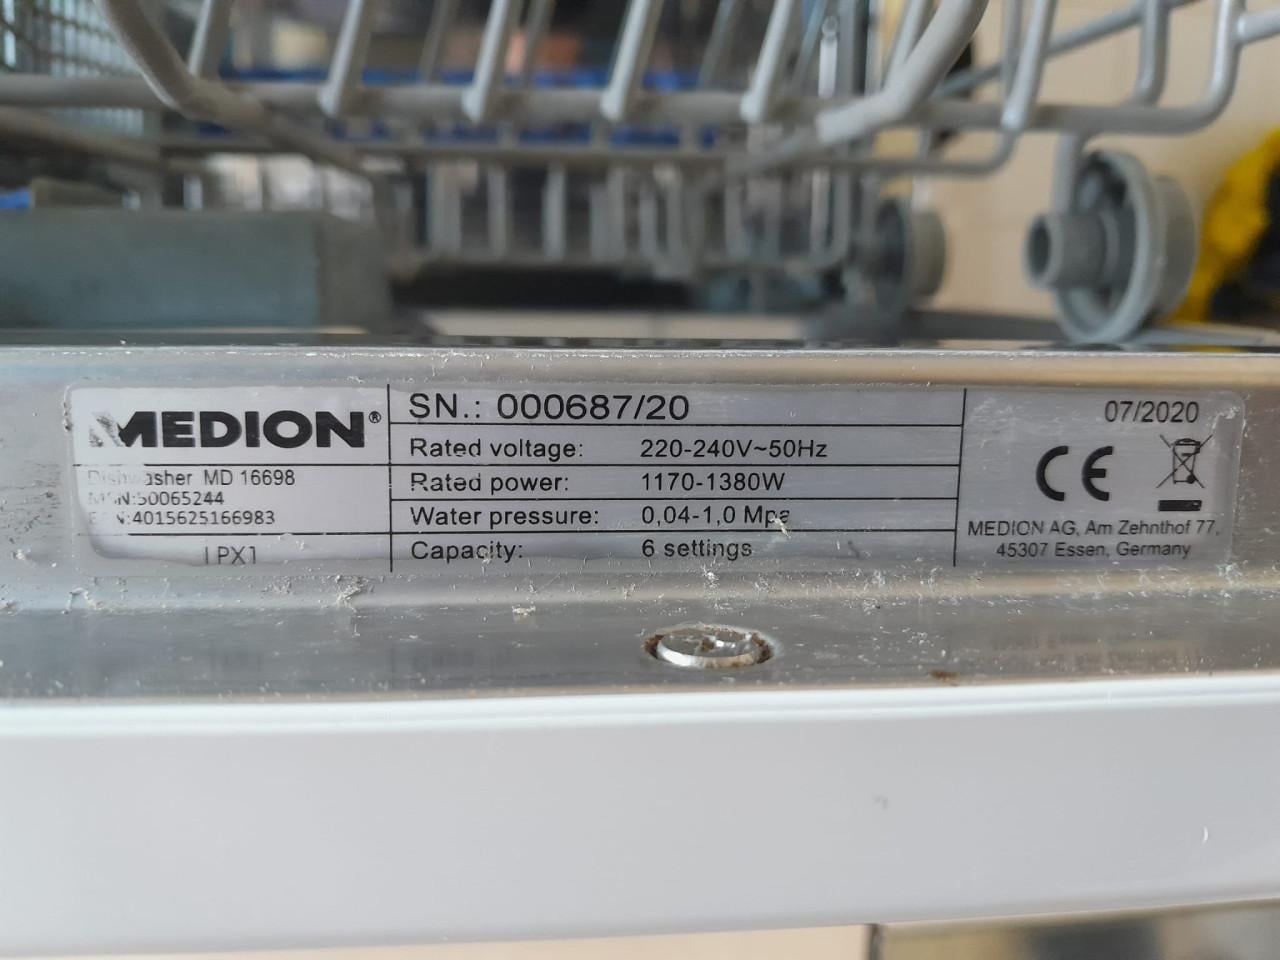 MEDION®
Dishwasher MD 16698
MSN:50065244
EAN:4015625166983
IPX1
SN.: 000687/20
Rated voltage: 220-240V~50Hz
Rated power: 1170-1380W
Water pressure: 0,04-1,0 Mpa
Capacity: 6 settings
07/2020
CE
MEDION AG, Am Zehnthof 77,
45307 Essen, Germany